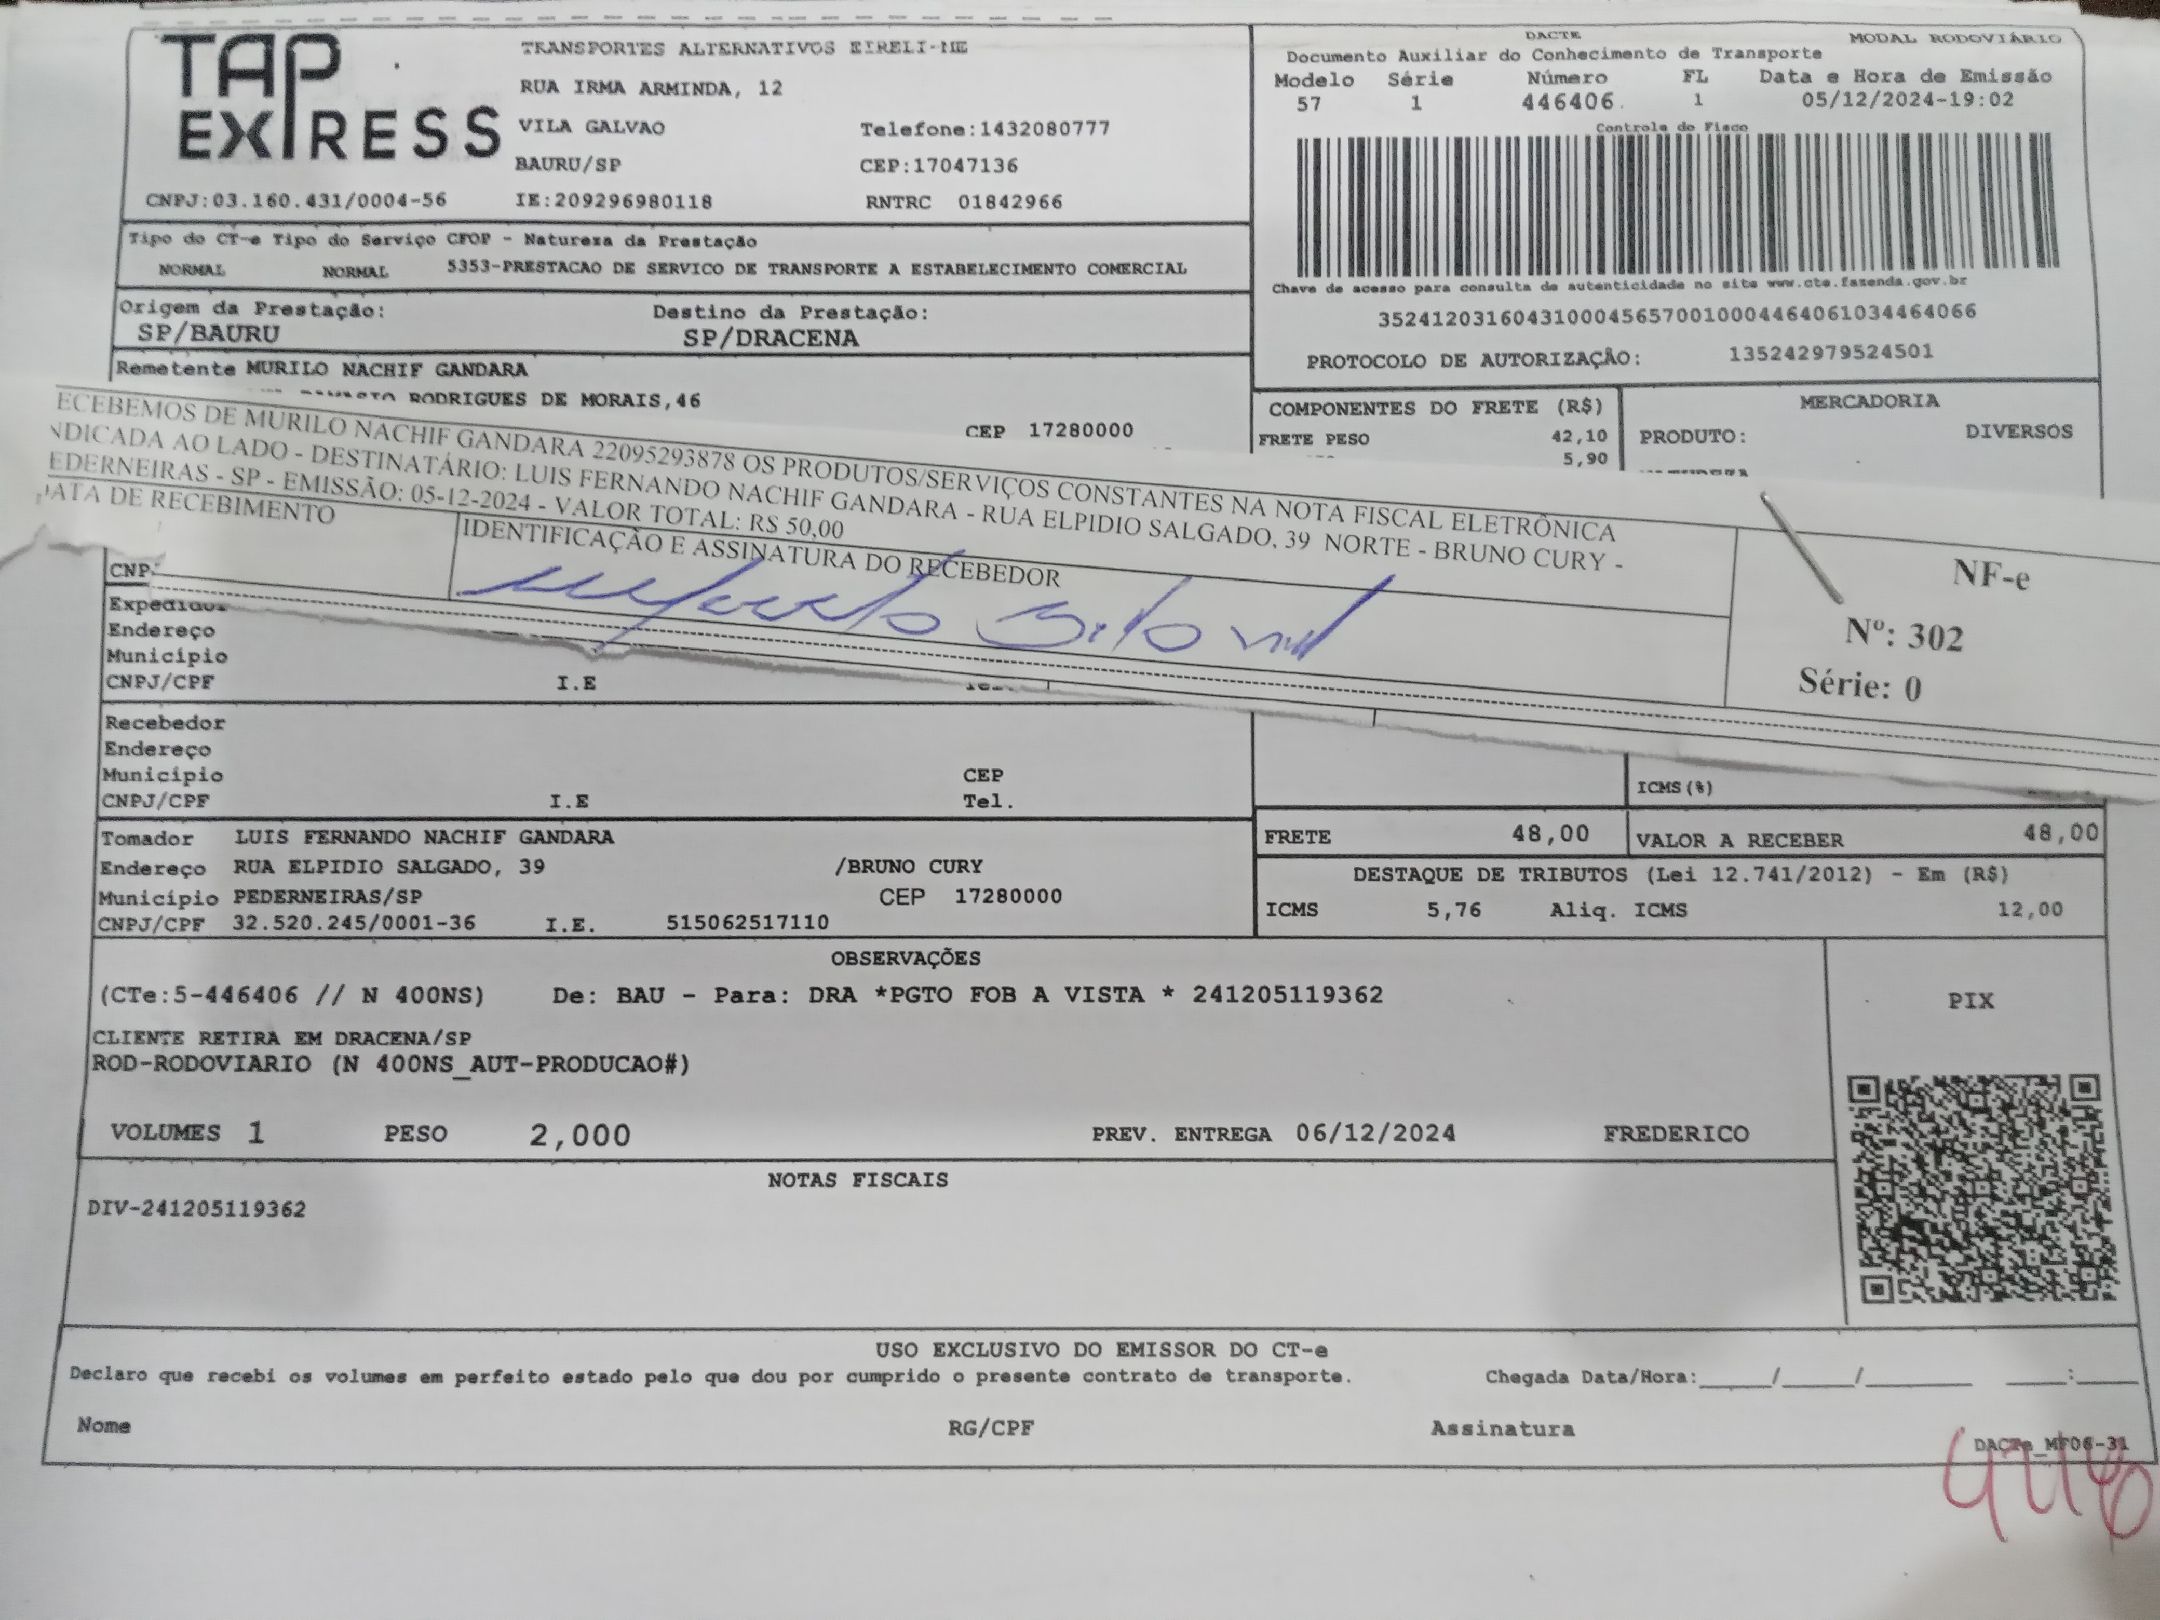 TAP EXPRESS
TRANSPORTES ALTERNATIVOS EIRELI-ME
RUA IRMA ARMINDA, 12
VILA GALVAO Telefone:1432080777
BAURU/SP CEP:17047136
CNPJ:03.160.431/0004-56 IE:209296980118 RNTRC 01842966
DACTE MODAL RODOVIÁRIO
Documento Auxiliar do Conhecimento de Transporte
Modelo Série Número FL Data e Hora de Emissão
57 1 446406 1 05/12/2024-19:02
Controle do Fisco
Chave de acesso para consulta de autenticidade no site www.cte.fazenda.gov.br
35241203160431000456570010004464061034464066
PROTOCOLO DE AUTORIZAÇÃO: 135242979524501
Tipo do CT-e Tipo do Serviço CFOP - Natureza da Prestação
NORMAL NORMAL 5353-PRESTACAO DE SERVICO DE TRANSPORTE A ESTABELECIMENTO COMERCIAL
Origem da Prestação: Destino da Prestação:
SP/BAURU SP/DRACENA
Remetente MURILO NACHIF GANDARA
RODRIGUES DE MORAIS,46
CEP 17280000
COMPONENTES DO FRETE (R$) MERCADORIA
FRETE PESO 42,10 PRODUTO: DIVERSOS
5,90
ECEBEMOS DE MURILO NACHIF GANDARA 22095293878 OS PRODUTOS/SERVIÇOS CONSTANTES NA NOTA FISCAL ELETRÔNICA
NDICADA AO LADO - DESTINATÁRIO: LUIS FERNANDO NACHIF GANDARA - RUA ELPIDIO SALGADO, 39 NORTE - BRUNO CURY -
EDERNEIRAS - SP - EMISSÃO: 05-12-2024 - VALOR TOTAL: R$ 50,00
DATA DE RECEBIMENTO IDENTIFICAÇÃO E ASSINATURA DO RECEBEDOR
NF-e
Nº: 302
Série: 0
CNP
Expedidor
Endereço
Município
CNPJ/CPF I.E
Recebedor
Endereço
Município CEP
CNPJ/CPF I.E Tel.
ICMS(%)
Tomador LUIS FERNANDO NACHIF GANDARA
Endereço RUA ELPIDIO SALGADO, 39 /BRUNO CURY
Município PEDERNEIRAS/SP CEP 17280000
CNPJ/CPF 32.520.245/0001-36 I.E. 515062517110
FRETE 48,00 VALOR A RECEBER 48,00
DESTAQUE DE TRIBUTOS (Lei 12.741/2012) - Em (R$)
ICMS 5,76 Aliq. ICMS 12,00
OBSERVAÇÕES
(CTe:5-446406 // N 400NS) De: BAU - Para: DRA *PGTO FOB A VISTA * 241205119362
CLIENTE RETIRA EM DRACENA/SP
ROD-RODOVIARIO (N 400NS_AUT-PRODUCAO#)
VOLUMES 1 PESO 2,000 PREV. ENTREGA 06/12/2024 FREDERICO
PIX
NOTAS FISCAIS
DIV-241205119362
USO EXCLUSIVO DO EMISSOR DO CT-e
Declaro que recebi os volumes em perfeito estado pelo que dou por cumprido o presente contrato de transporte. Chegada Data/Hora:_____/_____/________ ____:____
Nome RG/CPF Assinatura
DACTe_MF06-31